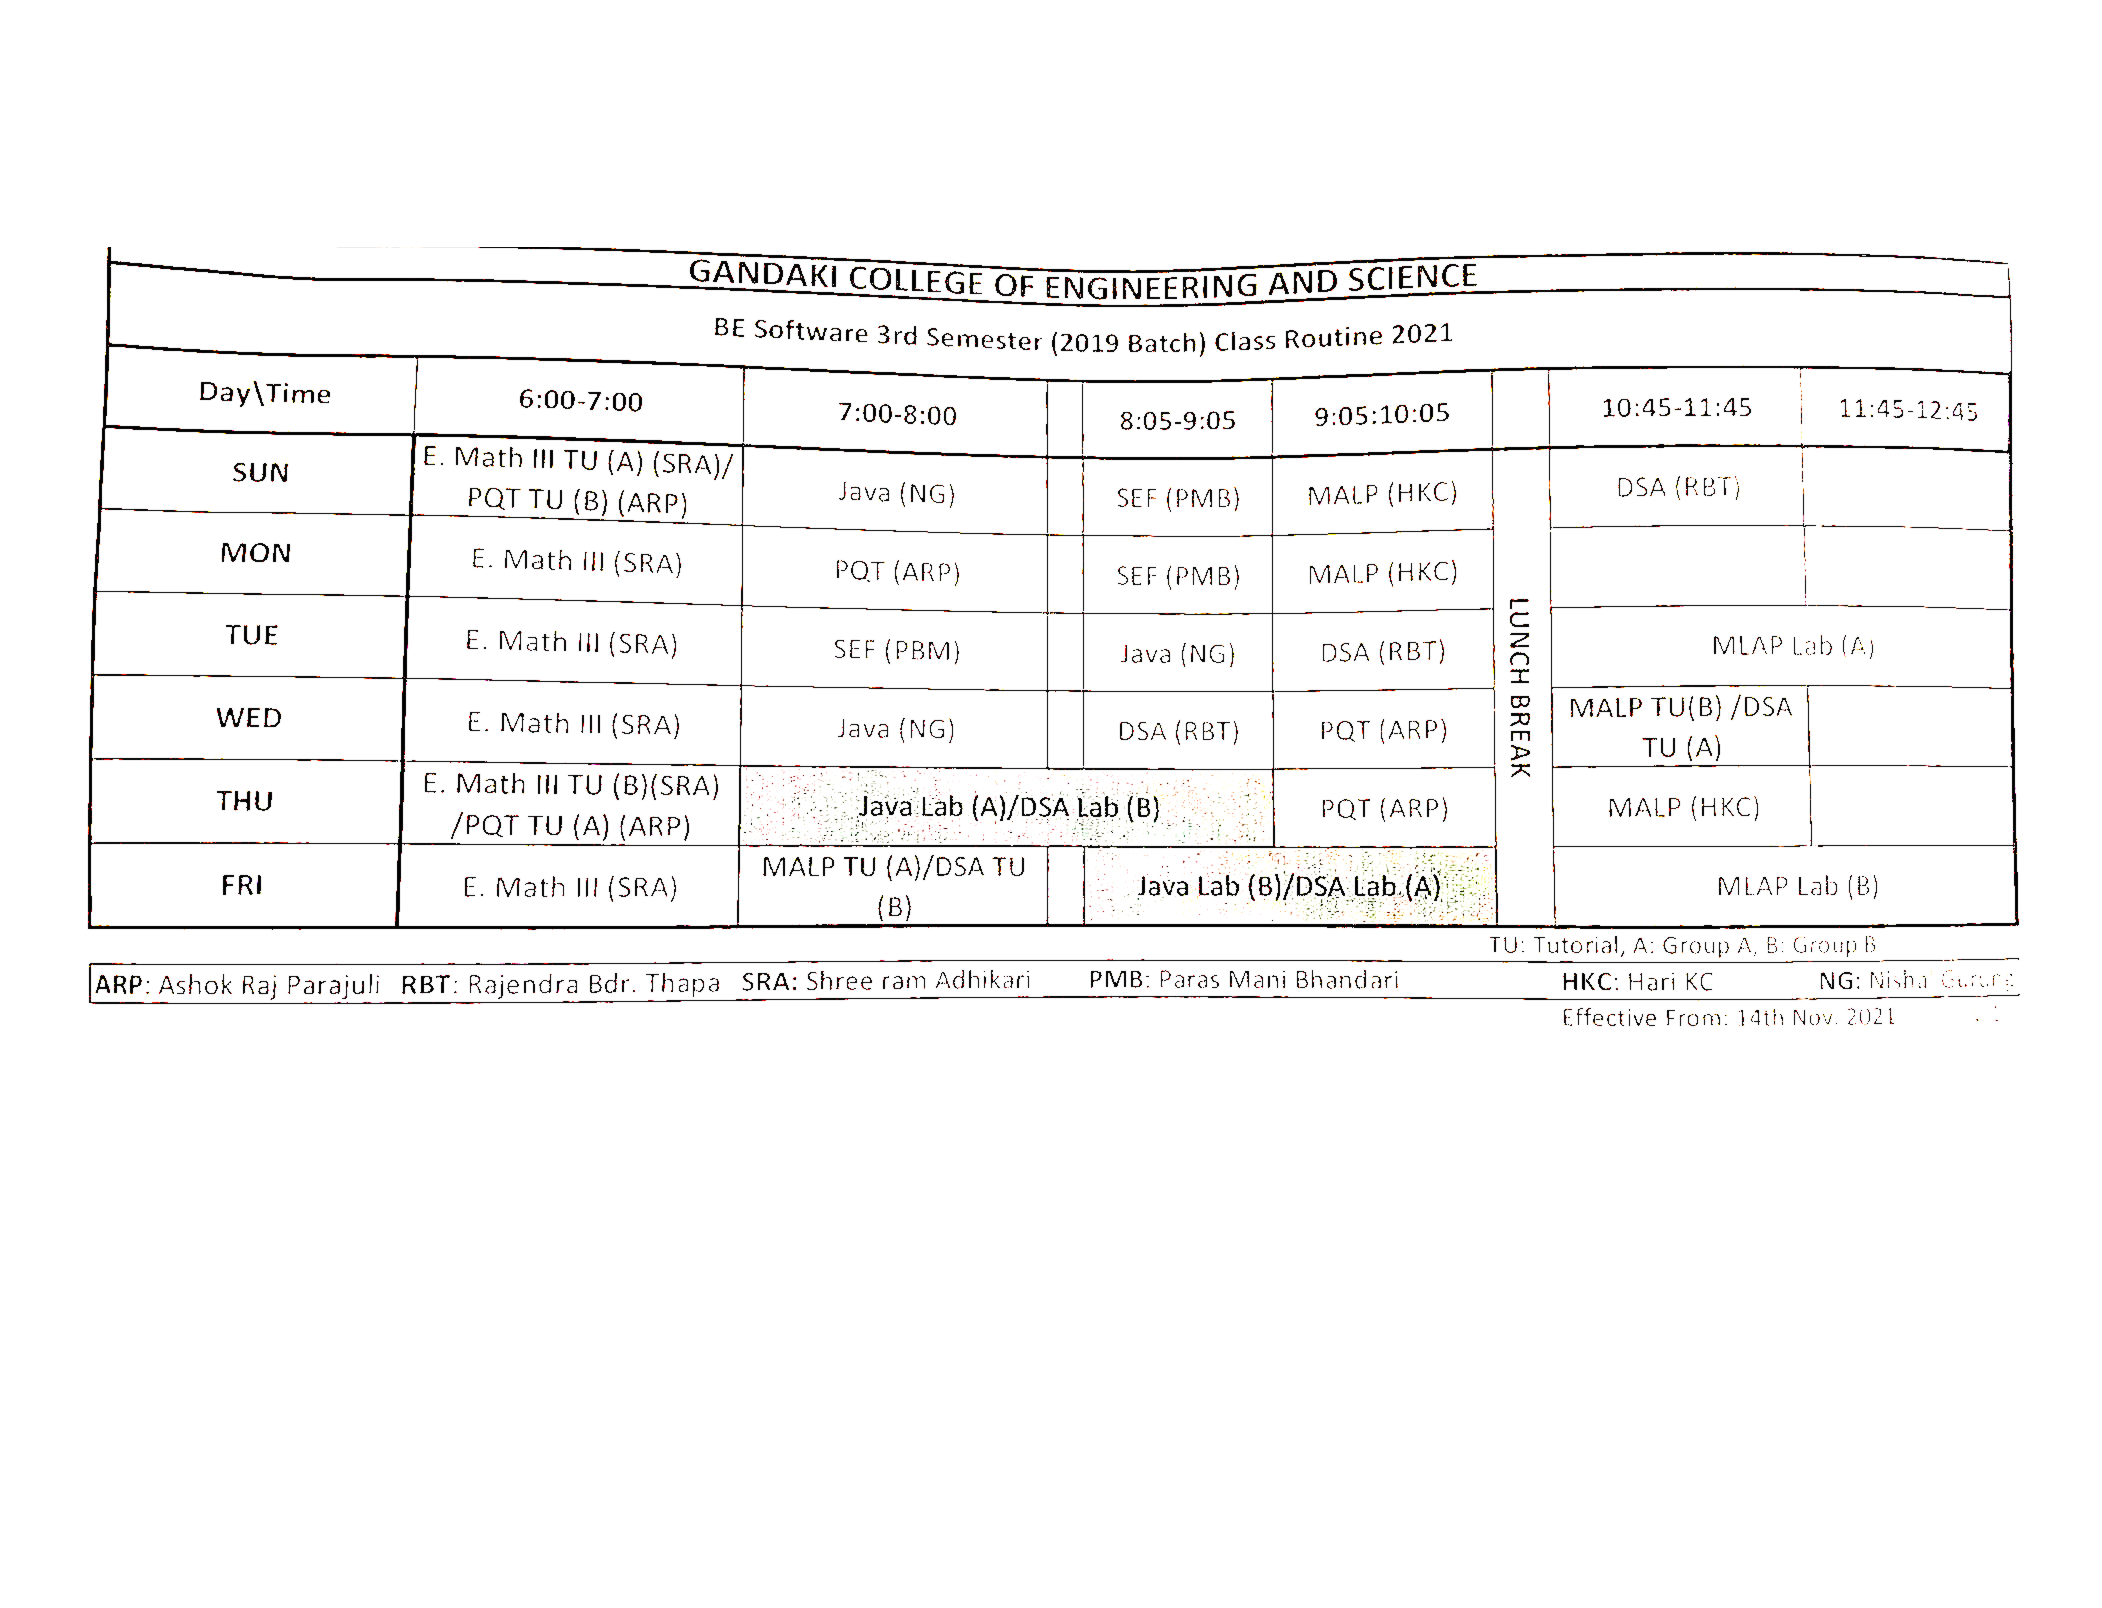 GANDAKI COLLEGE OF ENGINEERING AND SCIENCE
BE Software 3rd Semester (2019 Batch) Class Routine 2021
Day\Time 6:00-7:00 7:00-8:00 8:05-9:05 9:05:10:05 10:45-11:45 11:45-12:45
SUN E. Math III TU (A) (SRA)/ Java (NG) SEF (PMB) MALP (HKC) DSA (RBT)
PQT TU (B) (ARP)
MON E. Math III (SRA) PQT (ARP) SEF (PMB) MALP (HKC)
LUNCH BREAK
TUE E. Math III (SRA) SEF (PBM) Java (NG) DSA (RBT) MLAP Lab (A)
WED E. Math III (SRA) Java (NG) DSA (RBT) PQT (ARP) MALP TU(B) /DSA
TU (A)
THU E. Math III TU (B)(SRA) Java Lab (A)/DSA Lab (B) PQT (ARP) MALP (HKC)
/PQT TU (A) (ARP)
FRI E. Math III (SRA) MALP TU (A)/DSA TU Java Lab (B)/DSA Lab (A) MLAP Lab (B)
(B)
TU: Tutorial, A: Group A, B: Group B
ARP: Ashok Raj Parajuli RBT: Rajendra Bdr. Thapa SRA: Shree ram Adhikari PMB: Paras Mani Bhandari HKC: Hari KC NG: Nisha Gurung
Effective From: 14th Nov. 2021